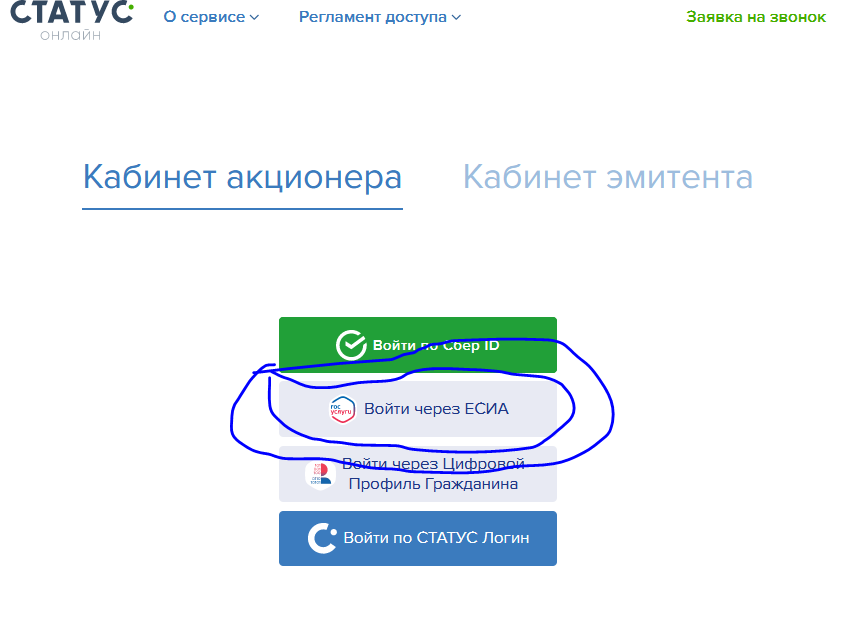 СТАТУС
онлайн
О сервисе
Регламент доступа
Заявка на звонок
Кабинет акционера
Кабинет эмитента
Войти по Сбер ID
гос
услуги
Войти через ЕСИА
Войти через Цифровой
Профиль Гражданина
Войти по СТАТУС Логин